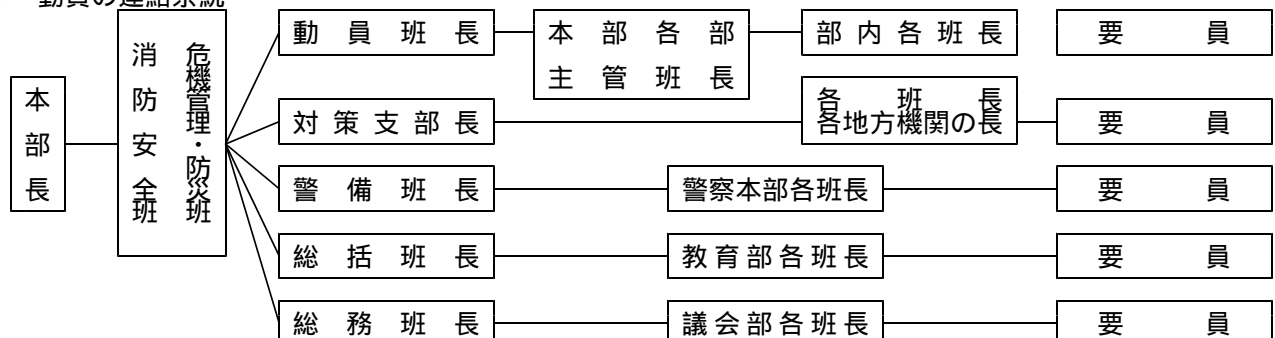 動員の連絡系統
本部長
危機管理・防災班
消防安全班
動員班長
本部各部
主管班長
部内各班長
要員
対策支部長
各班長
各地方機関の長
要員
警備班長
警察本部各班長
要員
総括班長
教育部各班長
要員
総務班長
議会部各班長
要員